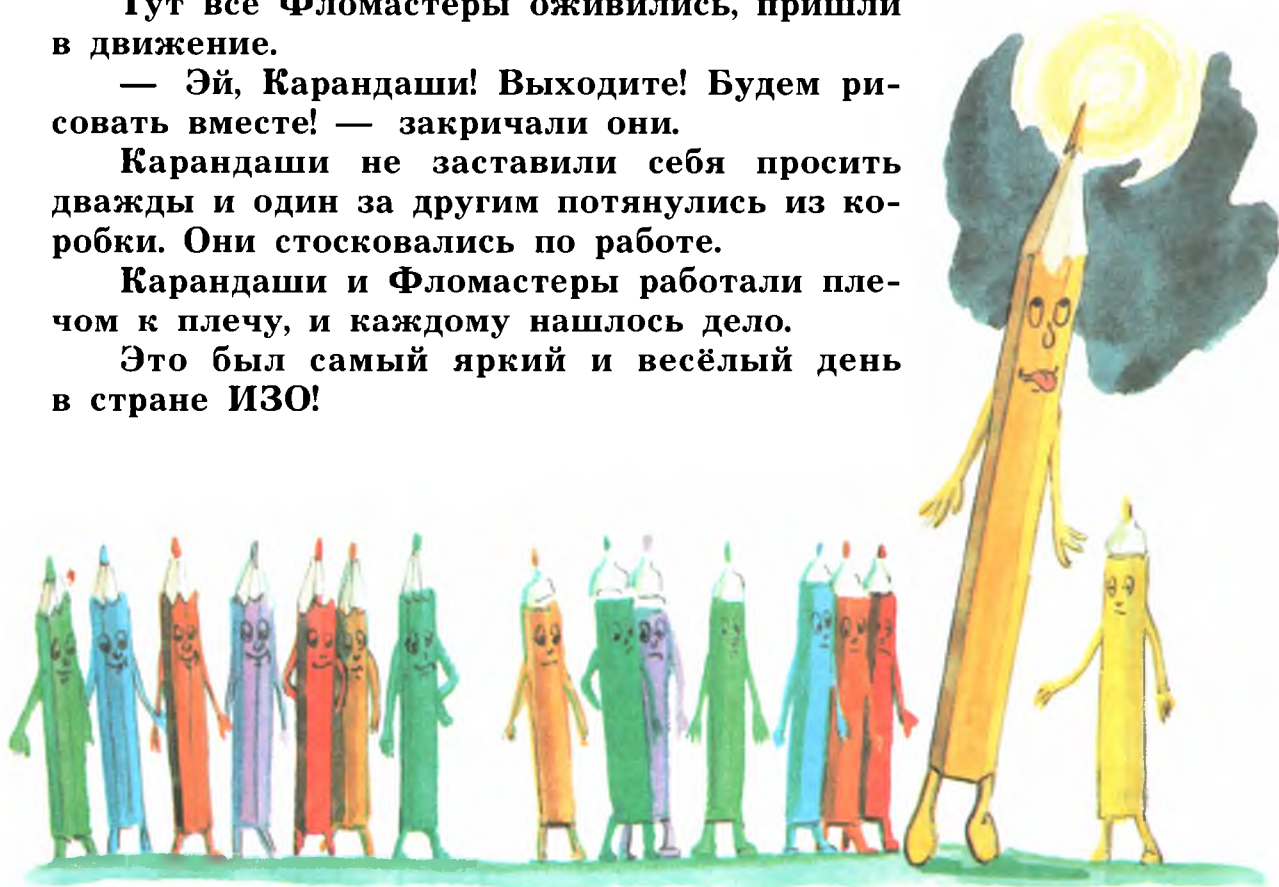 Тут все Фломастеры оживились, пришли
в движение.
— Эй, Карандаши! Выходите! Будем ри-
совать вместе! — закричали они.
Карандаши не заставили себя просить
дважды и один за другим потянулись из ко-
робки. Они стосковались по работе.
Карандаши и Фломастеры работали пле-
чом к плечу, и каждому нашлось дело.
Это был самый яркий и весёлый день
в стране ИЗО!